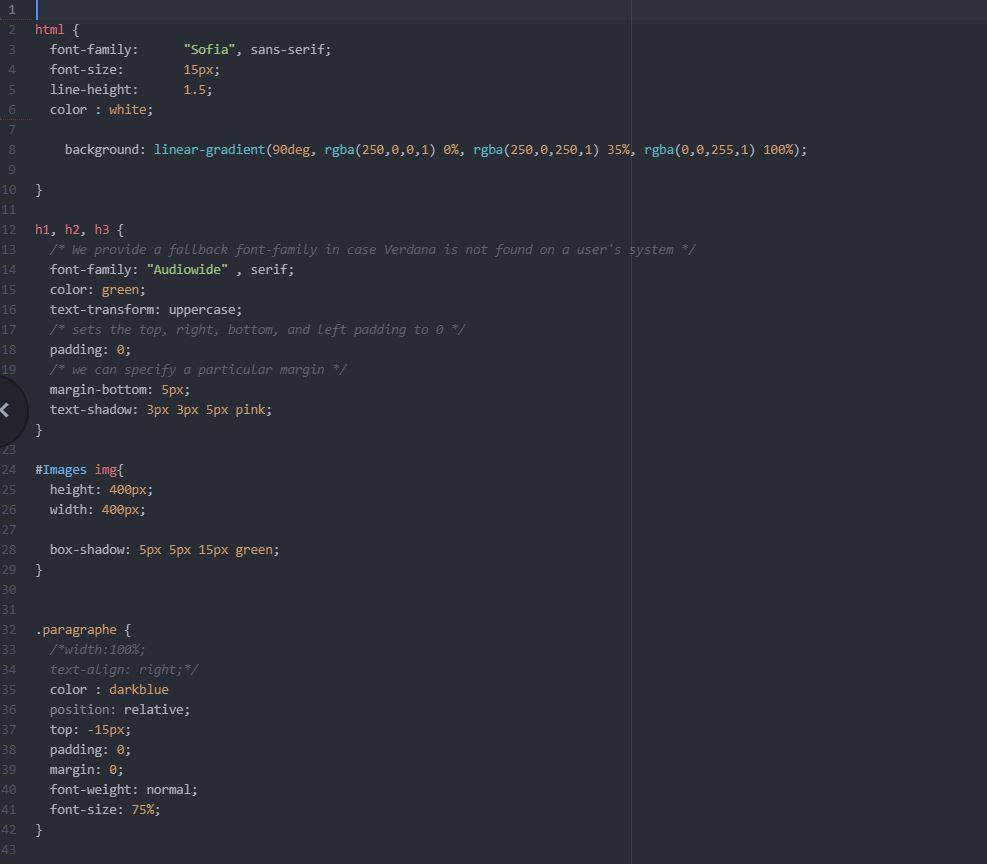 1
2 html {
3   font-family:      "Sofia", sans-serif;
4   font-size:        15px;
5   line-height:      1.5;
6   color : white;
7
8     background: linear-gradient(90deg, rgba(250,0,0,1) 0%, rgba(250,0,250,1) 35%, rgba(0,0,255,1) 100%);
9
10 }
11
12 h1, h2, h3 {
13   /* We provide a fallback font-family in case Verdana is not found on a user's system */
14   font-family: "Audiowide" , serif;
15   color: green;
16   text-transform: uppercase;
17   /* sets the top, right, bottom, and left padding to 0 */
18   padding: 0;
19   /* we can specify a particular margin */
  margin-bottom: 5px;
  text-shadow: 3px 3px 5px pink;
}
23
24 #Images img{
25   height: 400px;
26   width: 400px;
27
28   box-shadow: 5px 5px 15px green;
29 }
30
31
32 .paragraphe {
33   /*width:100%;
34   text-align: right;*/
35   color : darkblue
36   position: relative;
37   top: -15px;
38   padding: 0;
39   margin: 0;
40   font-weight: normal;
41   font-size: 75%;
42 }
43